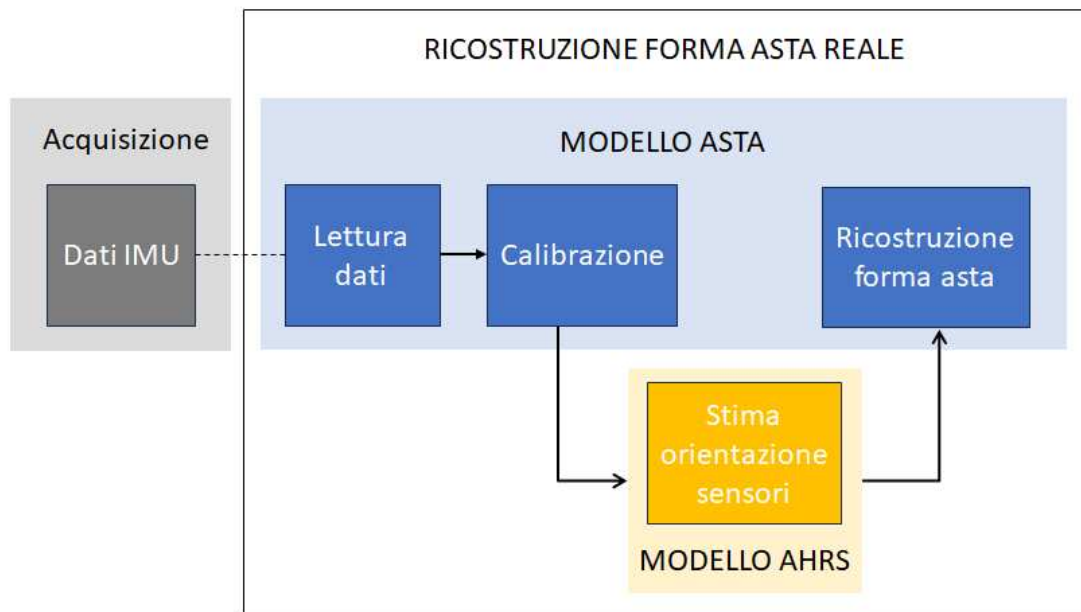 RICOSTRUZIONE FORMA ASTA REALE
Acquisizione
MODELLO ASTA
Dati IMU
Lettura
dati
Calibrazione
Ricostruzione
forma asta
Stima
orientazione
sensori
MODELLO AHRS